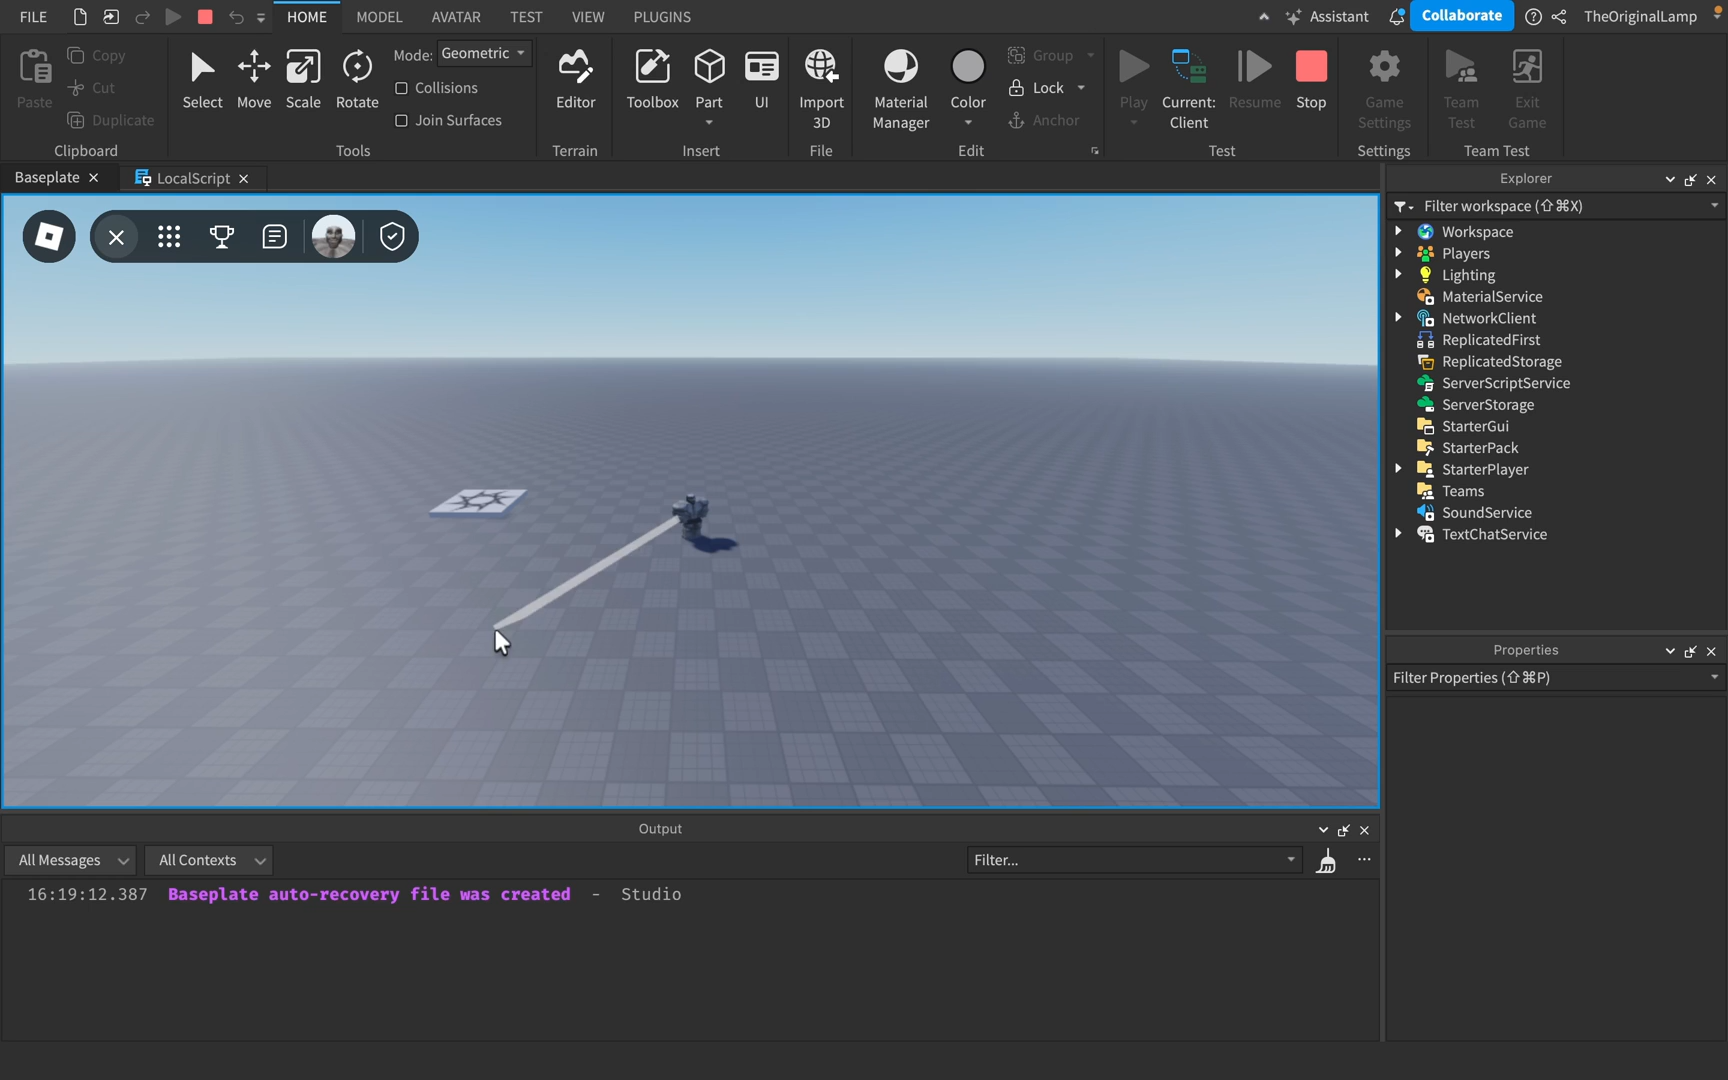 FILE HOME MODEL AVATAR TEST VIEW PLUGINS Assistant Collaborate TheOriginalLamp
Paste Copy Cut Duplicate
Clipboard
Select Move Scale Rotate
Mode: Geometric
Collisions
Join Surfaces
Tools
Editor
Terrain
Toolbox Part UI
Insert
Import
3D
File
Material
Manager
Color
Group
Lock
Anchor
Edit
Play
Current:
Client
Resume Stop
Test
Game
Settings
Settings
Team
Test
Exit
Game
Team Test
Baseplate LocalScript
Explorer
Filter workspace (⇧⌘X)
Workspace
Players
Lighting
MaterialService
NetworkClient
ReplicatedFirst
ReplicatedStorage
ServerScriptService
ServerStorage
StarterGui
StarterPack
StarterPlayer
Teams
SoundService
TextChatService
Properties
Filter Properties (⇧⌘P)
Output
All Messages All Contexts Filter...
16:19:12.387 Baseplate auto-recovery file was created - Studio